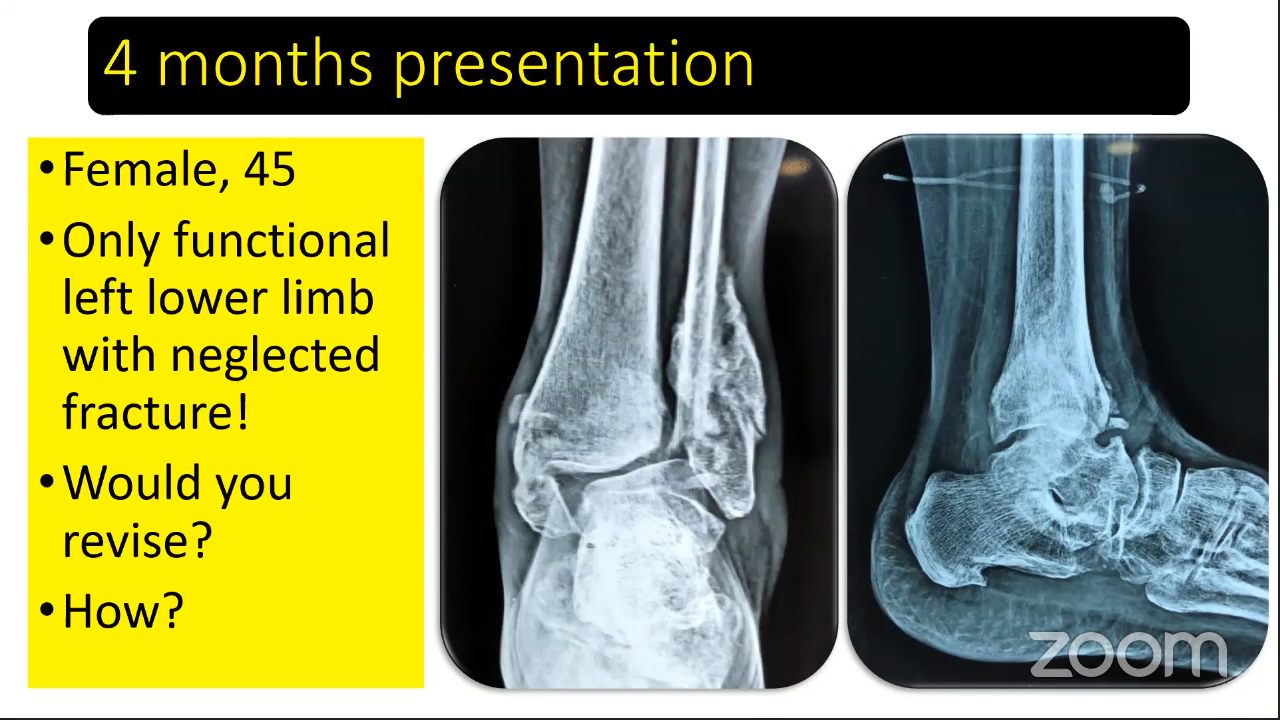 4 months presentation
•Female, 45
•Only functional
left lower limb
with neglected
fracture!
•Would you
revise?
•How?
zoom